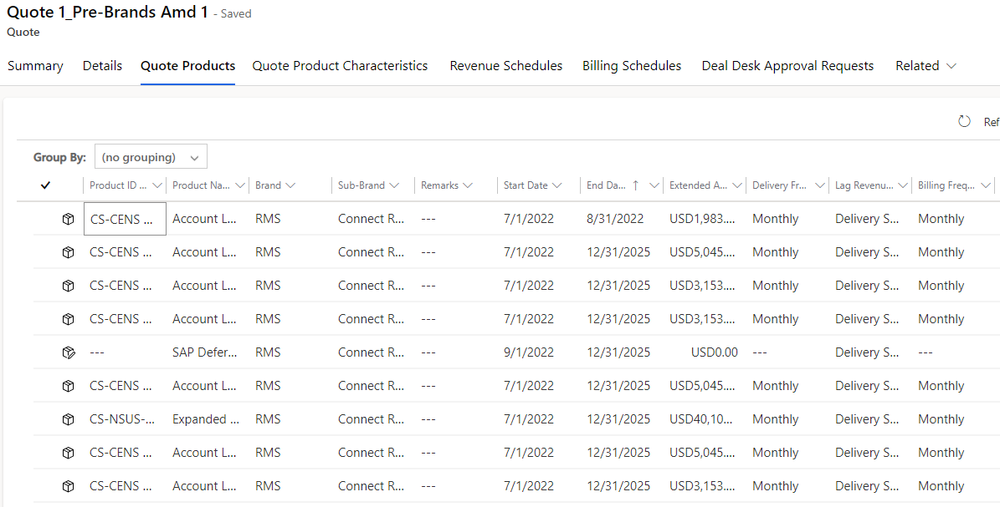 Quote 1_Pre-Brands Amd 1 - Saved
Quote
Summary Details Quote Products Quote Product Characteristics Revenue Schedules Billing Schedules Deal Desk Approval Requests Related
Ref
Group By: (no grouping)
Product ID ... Product Na... Brand Sub-Brand Remarks Start Date End Da... ↑ Extended A... Delivery Fr... Lag Revenu... Billing Freq...
CS-CENS ... Account L... RMS Connect R... --- 7/1/2022 8/31/2022 USD1,983.... Monthly Delivery S... Monthly
CS-CENS ... Account L... RMS Connect R... --- 7/1/2022 12/31/2025 USD5,045.... Monthly Delivery S... Monthly
CS-CENS ... Account L... RMS Connect R... --- 7/1/2022 12/31/2025 USD3,153.... Monthly Delivery S... Monthly
CS-CENS ... Account L... RMS Connect R... --- 7/1/2022 12/31/2025 USD3,153.... Monthly Delivery S... Monthly
--- SAP Defer... RMS Connect R... --- 9/1/2022 12/31/2025 USD0.00 --- Delivery S... ---
CS-CENS ... Account L... RMS Connect R... --- 7/1/2022 12/31/2025 USD5,045.... Monthly Delivery S... Monthly
CS-NSUS-... Expanded ... RMS Connect R... --- 7/1/2022 12/31/2025 USD40,10... Monthly Delivery S... Monthly
CS-CENS ... Account L... RMS Connect R... --- 7/1/2022 12/31/2025 USD5,045.... Monthly Delivery S... Monthly
CS-CENS ... Account L... RMS Connect R... --- 7/1/2022 12/31/2025 USD3,153.... Monthly Delivery S... Monthly